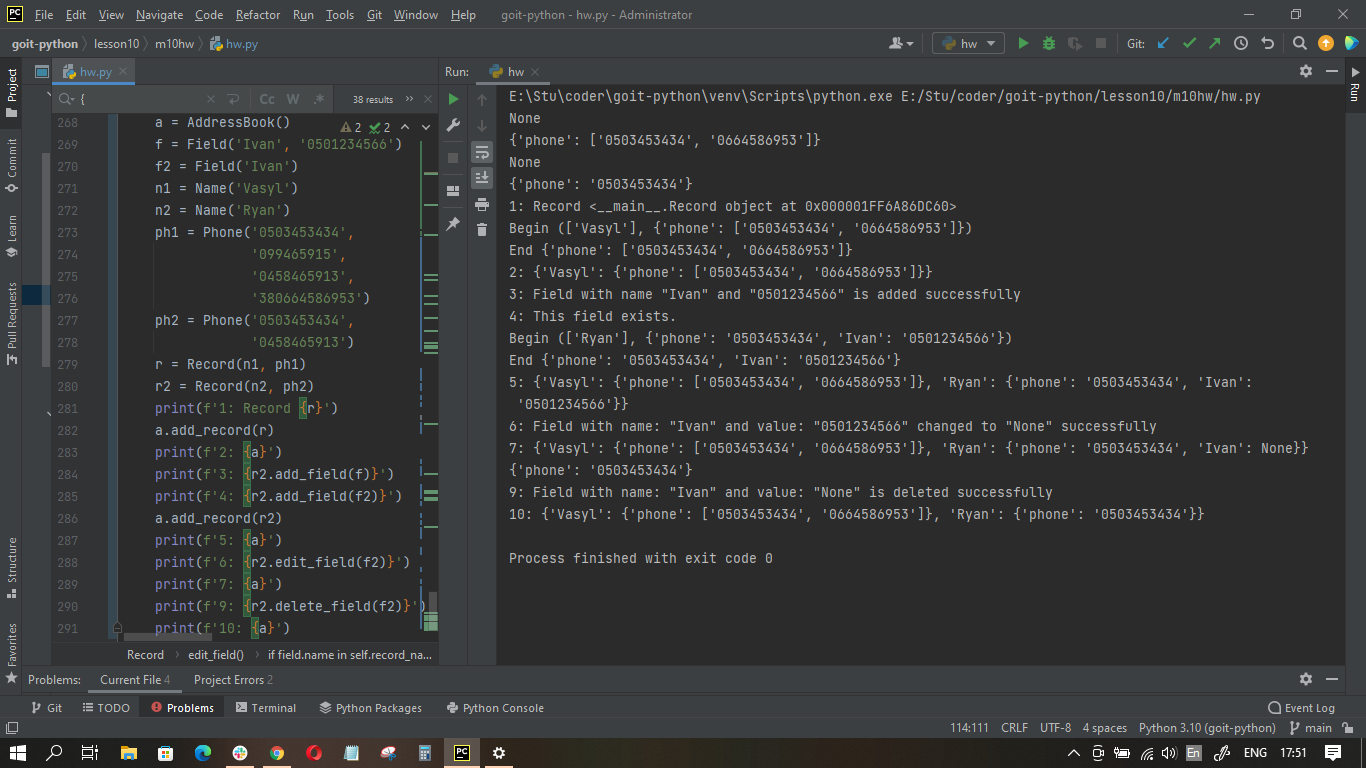 PC File Edit View Navigate Code Refactor Run Tools Git Window Help goit-python - hw.py - Administrator
goit-python lesson10 m10hw hw.py hw Git:
hw.py Run: hw
{ Cc W .* 38 results
2 2
268 a = AddressBook()
269 f = Field('Ivan', '0501234566')
270 f2 = Field('Ivan')
271 n1 = Name('Vasyl')
272 n2 = Name('Ryan')
273 ph1 = Phone('0503453434',
274 '099465915',
275 '0458465913',
276 '380664586953')
277 ph2 = Phone('0503453434',
278 '0458465913')
279 r = Record(n1, ph1)
280 r2 = Record(n2, ph2)
281 print(f'1: Record {r}')
282 a.add_record(r)
283 print(f'2: {a}')
284 print(f'3: {r2.add_field(f)}')
285 print(f'4: {r2.add_field(f2)}')
286 a.add_record(r2)
287 print(f'5: {a}')
288 print(f'6: {r2.edit_field(f2)}')
289 print(f'7: {a}')
290 print(f'9: {r2.delete_field(f2)}')
291 print(f'10: {a}')
Record edit_field() if field.name in self.record_na...
E:\Stu\coder\goit-python\venv\Scripts\python.exe E:/Stu/coder/goit-python/lesson10/m10hw/hw.py
None
{'phone': ['0503453434', '0664586953']}
None
{'phone': '0503453434'}
1: Record <__main__.Record object at 0x000001FF6A86DC60>
Begin (['Vasyl'], {'phone': ['0503453434', '0664586953']})
End {'phone': ['0503453434', '0664586953']}
2: {'Vasyl': {'phone': ['0503453434', '0664586953']}}
3: Field with name "Ivan" and "0501234566" is added successfully
4: This field exists.
Begin (['Ryan'], {'phone': '0503453434', 'Ivan': '0501234566'})
End {'phone': '0503453434', 'Ivan': '0501234566'}
5: {'Vasyl': {'phone': ['0503453434', '0664586953']}, 'Ryan': {'phone': '0503453434', 'Ivan':
'0501234566'}}
6: Field with name: "Ivan" and value: "0501234566" changed to "None" successfully
7: {'Vasyl': {'phone': ['0503453434', '0664586953']}, 'Ryan': {'phone': '0503453434', 'Ivan': None}}
{'phone': '0503453434'}
9: Field with name: "Ivan" and value: "None" is deleted successfully
10: {'Vasyl': {'phone': ['0503453434', '0664586953']}, 'Ryan': {'phone': '0503453434'}}
Process finished with exit code 0
Project
Commit
Learn
Pull Requests
Structure
Favorites
Run
Problems: Current File 4 Project Errors 2
Git TODO Problems Terminal Python Packages Python Console Event Log
114:111 CRLF UTF-8 4 spaces Python 3.10 (goit-python) main
PC ENG 17:51
En